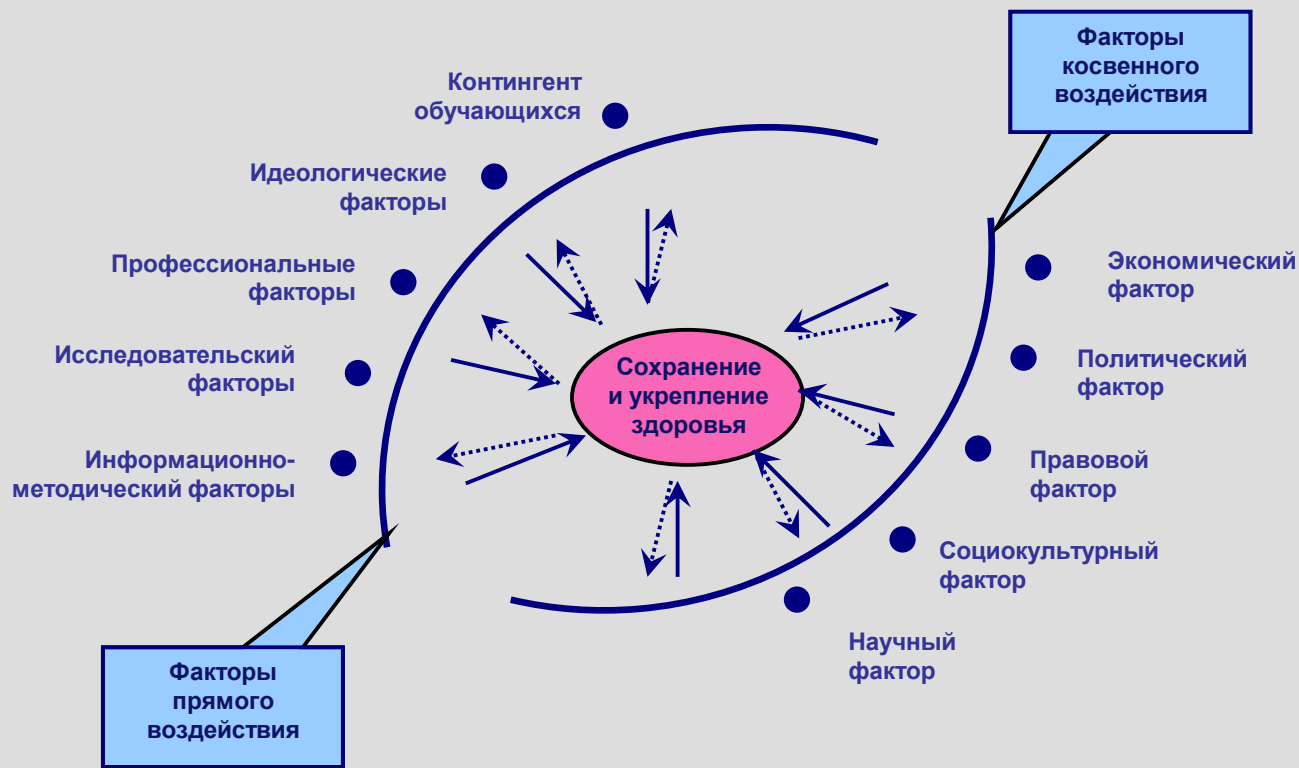 Факторы
косвенного
воздействия
Контингент
обучающихся
Идеологические
факторы
Профессиональные
факторы
Исследовательский
факторы
Информационно-
методический факторы
Сохранение
и укрепление
здоровья
Экономический
фактор
Политический
фактор
Правовой
фактор
Социокультурный
фактор
Научный
фактор
Факторы
прямого
воздействия